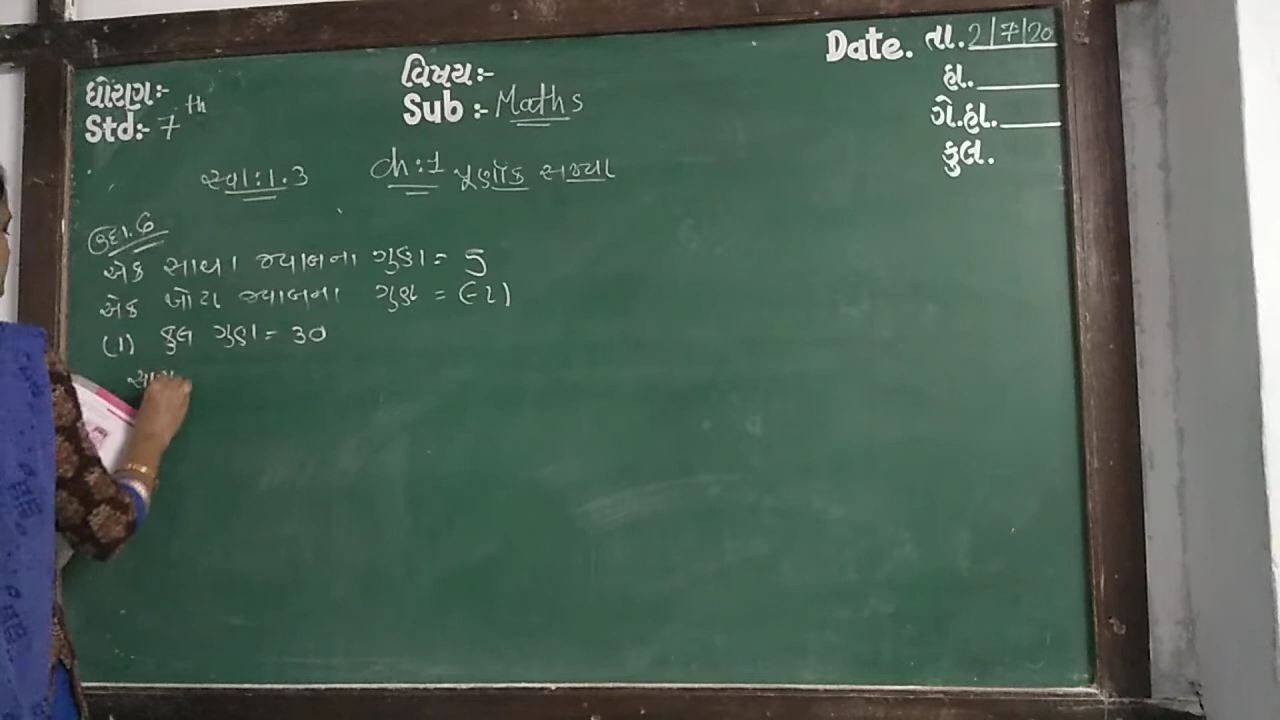 ધોરણ:-
Std:- 7th
વિષય:-
Sub :- Maths
Date. તા. 2/7/20
હા.
ગે.હા.
કુલ.
સ્વા:1.3
ch:1 પૂર્ણાંક સંખ્યા
ઉદા.6
એક સાચા જવાબના ગુણ = 5
એક ખોટા જવાબના ગુણ = (-2)
(1) કુલ ગુણ = 30